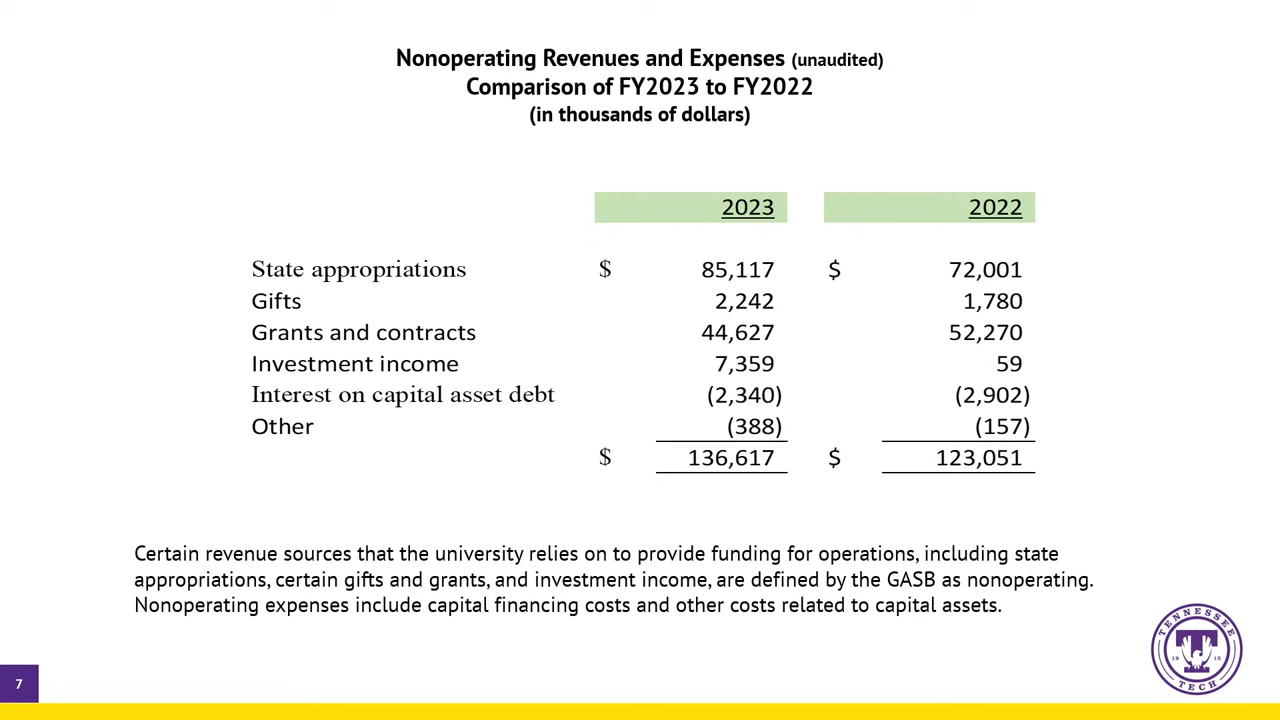 Nonoperating Revenues and Expenses (unaudited)
Comparison of FY2023 to FY2022
(in thousands of dollars)
2023 2022
State appropriations $ 85,117 $ 72,001
Gifts 2,242 1,780
Grants and contracts 44,627 52,270
Investment income 7,359 59
Interest on capital asset debt (2,340) (2,902)
Other (388) (157)
$ 136,617 $ 123,051
Certain revenue sources that the university relies on to provide funding for operations, including state
appropriations, certain gifts and grants, and investment income, are defined by the GASB as nonoperating.
Nonoperating expenses include capital financing costs and other costs related to capital assets.
TENNESSEE
19 15
T
TECH
7